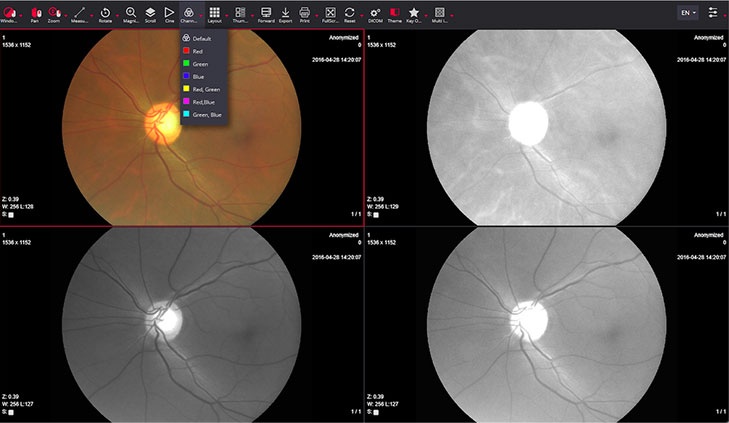 Windo... Pan Zoom Measu... Rotate Magni... Scroll Cine Chann... Layout Forward Export Print FullScr... Reset DICOM Theme Key O... Multi I... EN
Default
Red
Green
Blue
Red, Green
Red,Blue
Green, Blue
1
1536 x 1152
Anonymized
0
2016-04-28 14:20:07
Z: 0.39
W: 256 L:128
S:
1 / 1
1
1536 x 1152
Anonymized
0
2016-04-28 14:20:07
Z: 0.39
W: 256 L:129
S:
1 / 1
1
1536 x 1152
Anonymized
0
2016-04-28 14:20:07
Z: 0.39
W: 256 L:127
S:
1 / 1
1
1536 x 1152
Anonymized
0
2016-04-28 14:20:07
Z: 0.39
W: 256 L:127
S:
1 / 1